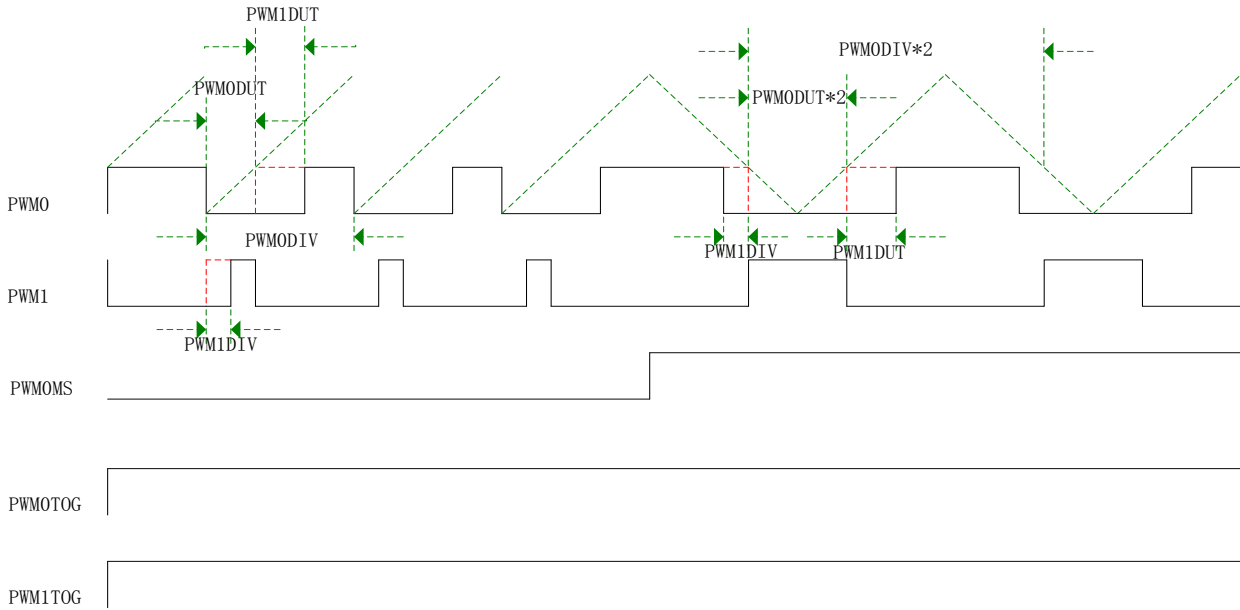 PWM1DUT
PWM0DIV*2
PWM0DUT
PWM0DUT*2
PWM0
PWM0DIV
PWM1DIV
PWM1DUT
PWM1
PWM1DIV
PWM0MS
PWM0TOG
PWM1TOG